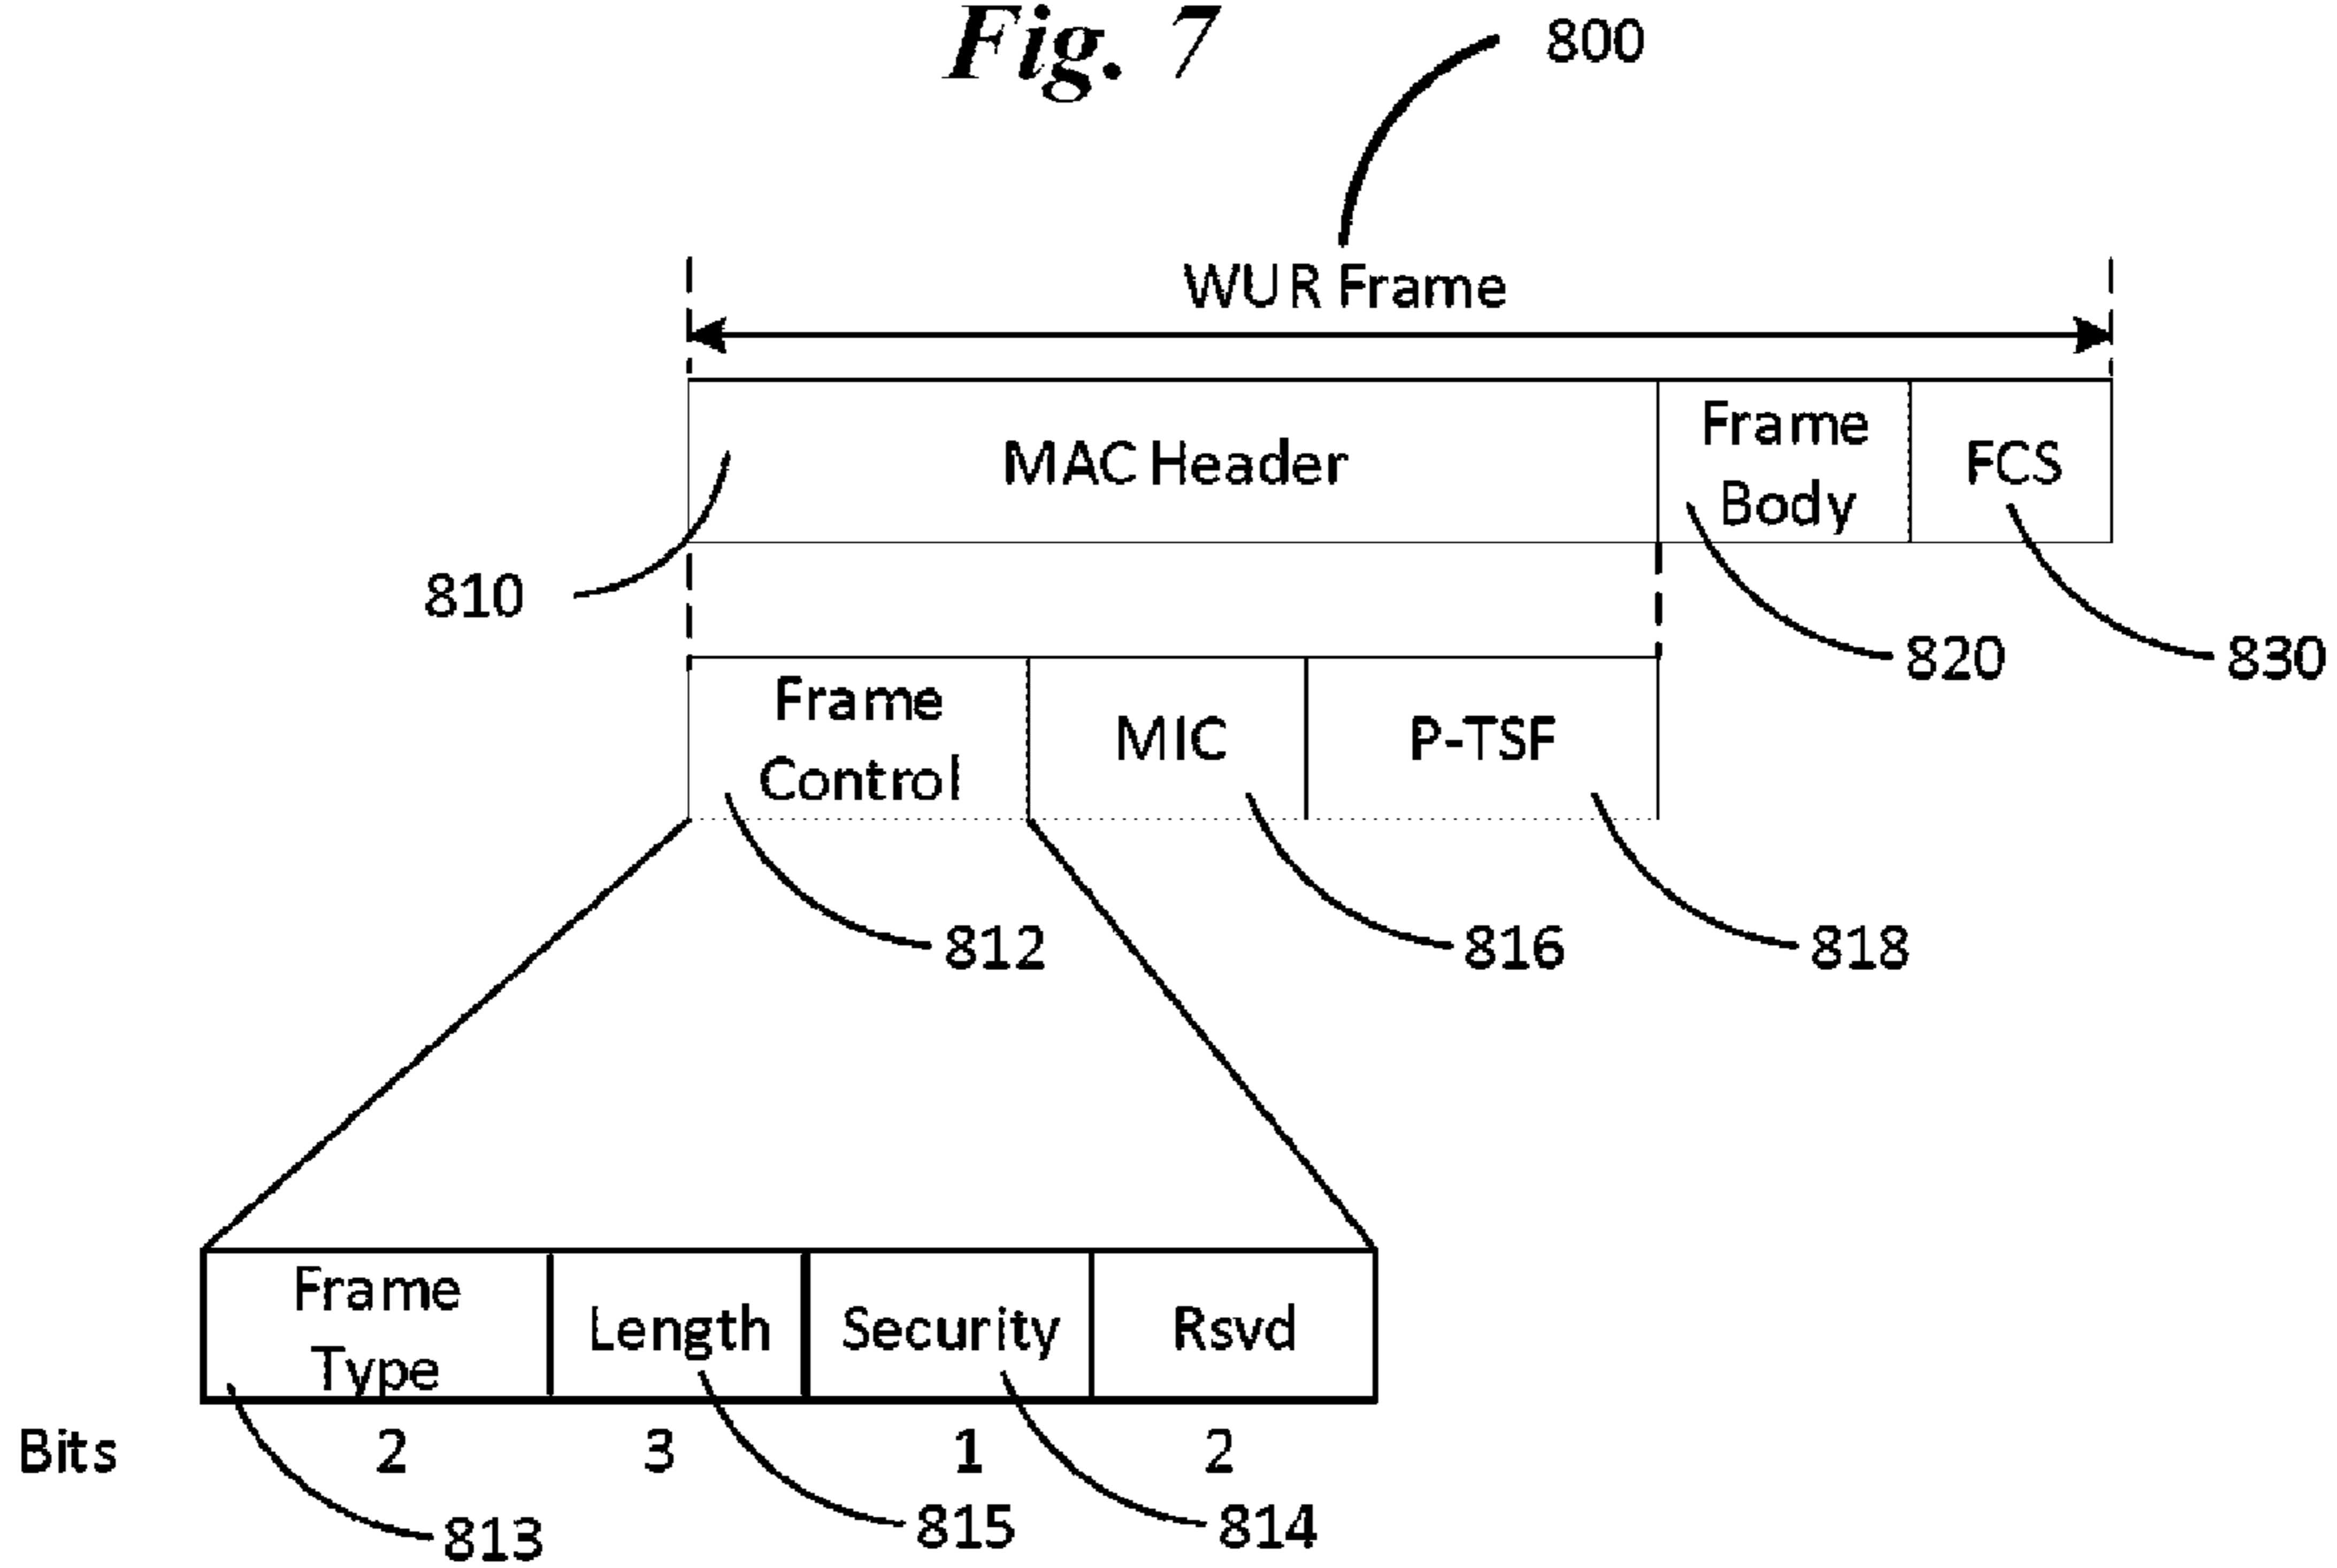 Fig. 7
800
WUR Frame
MAC Header
Frame
Body
FCS
810
820
830
Frame
Control
MIC
P-TSF
812
816
818
Frame
Type
Length
Security
Rsvd
Bits
2
3
1
2
813
815
814